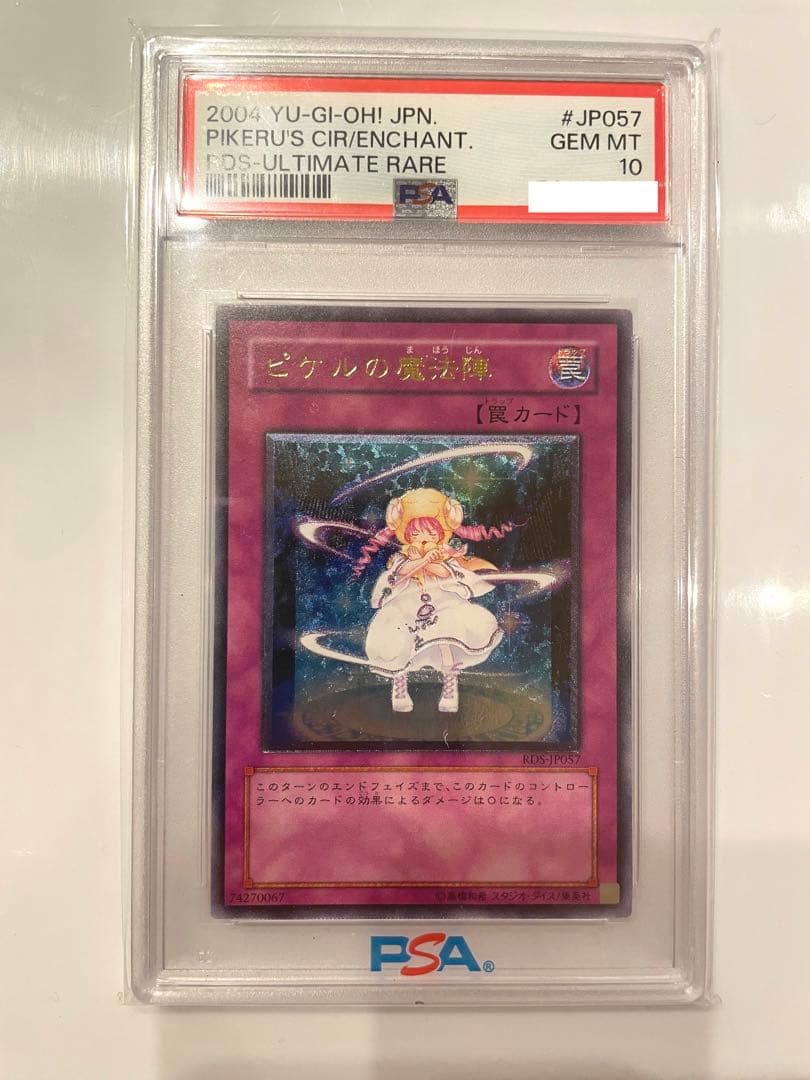 2004 YU-GI-OH! JPN. #JP057
PIKERU'S CIR/ENCHANT. GEM MT
RDS-ULTIMATE RARE 10
PSA
ま ほう じん
ピケルの魔法陣
トラップ
罠
トラップ
【罠カード】
RDS-JP057
このターンのエンドフェイズまで、このカードのコントロー
ラーへのカードの効果によるダメージは0になる。
74270067 ©高橋和希 スタジオ・ダイス/集英社
PSA®